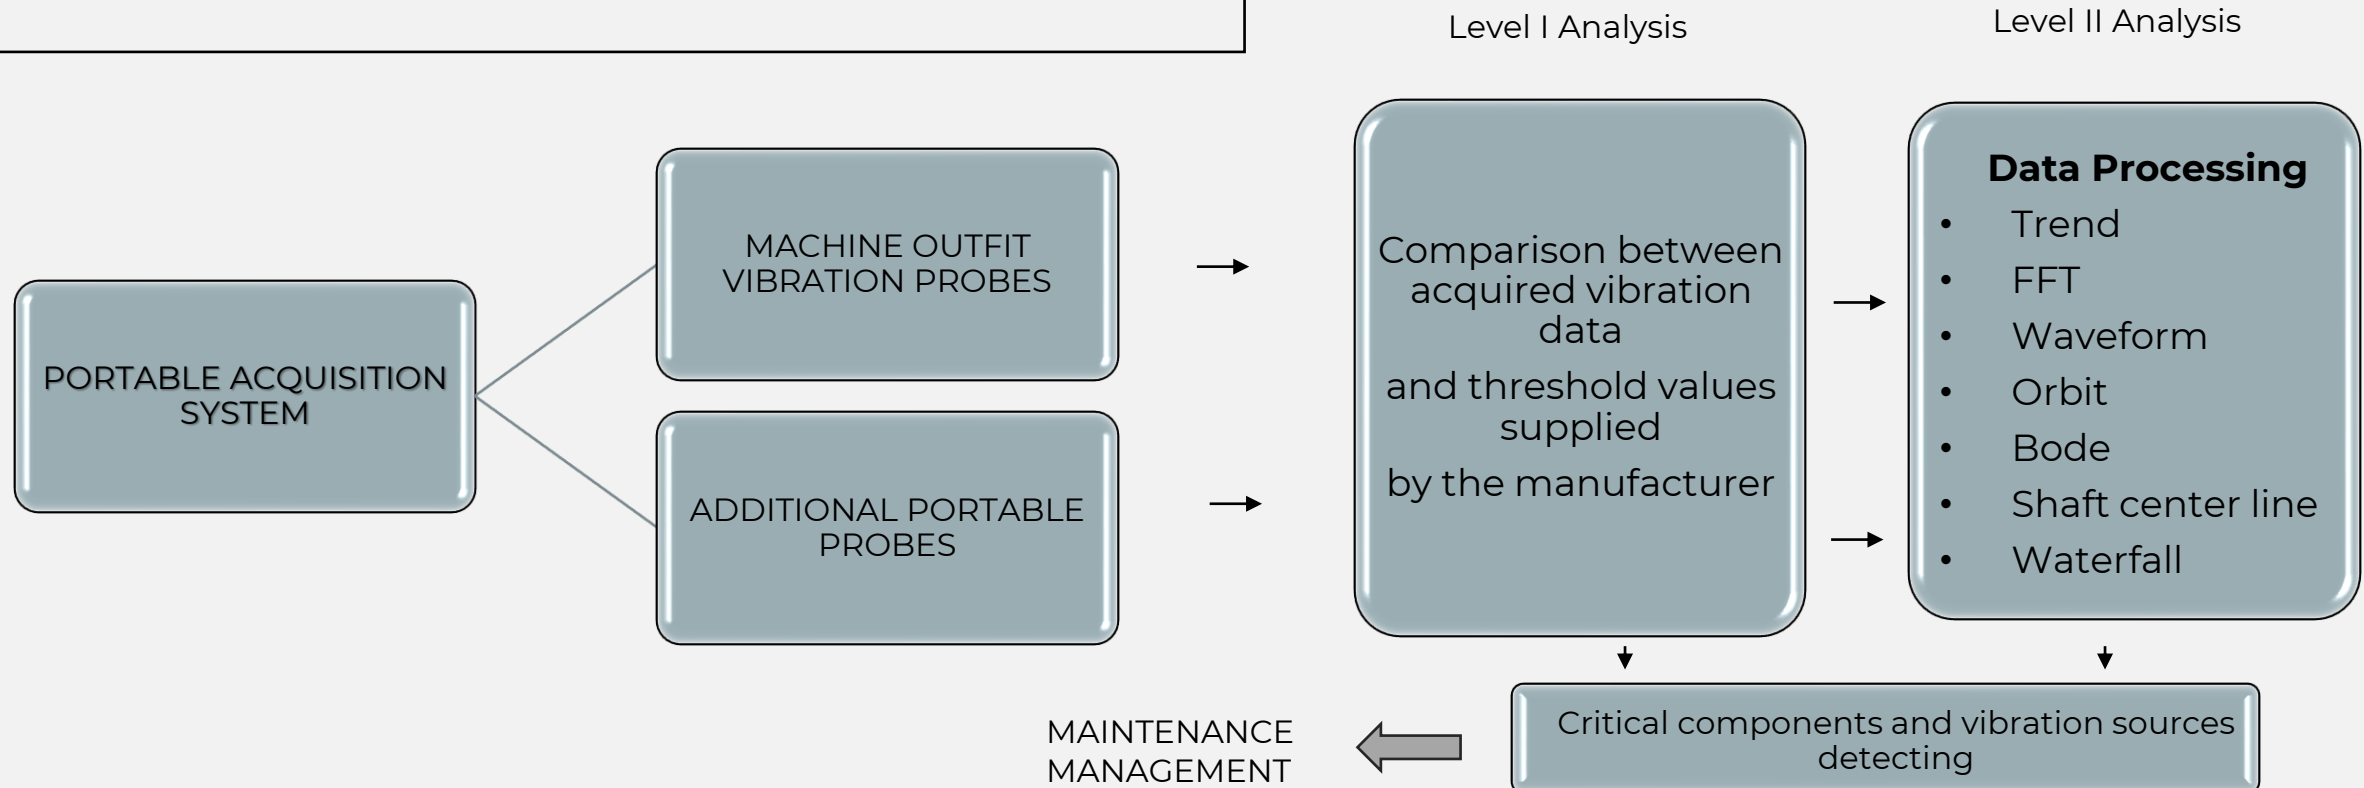 Level I Analysis
Level II Analysis
PORTABLE ACQUISITION
SYSTEM
MACHINE OUTFIT
VIBRATION PROBES
ADDITIONAL PORTABLE
PROBES
Comparison between
acquired vibration
data
and threshold values
supplied
by the manufacturer
Data Processing
• Trend
• FFT
• Waveform
• Orbit
• Bode
• Shaft center line
• Waterfall
Critical components and vibration sources
detecting
MAINTENANCE
MANAGEMENT